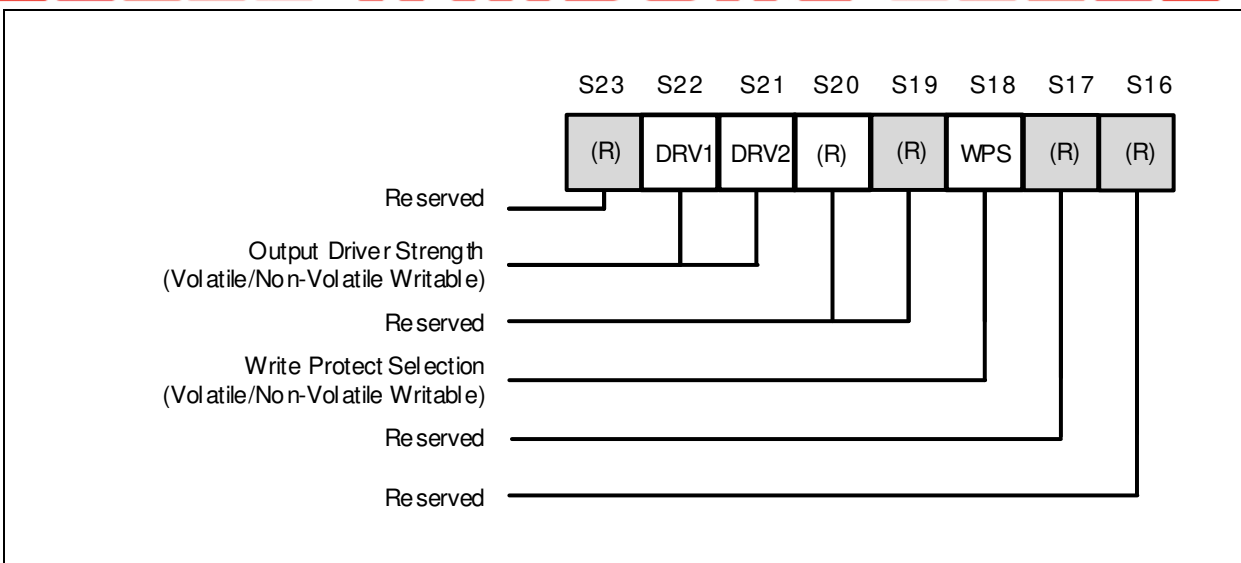 S23 S22 S21 S20 S19 S18 S17 S16
(R) DRV1 DRV2 (R) (R) WPS (R) (R)
Reserved
Output Driver Strength
(Volatile/Non-Volatile Writable)
Reserved
Write Protect Selection
(Volatile/Non-Volatile Writable)
Reserved
Reserved